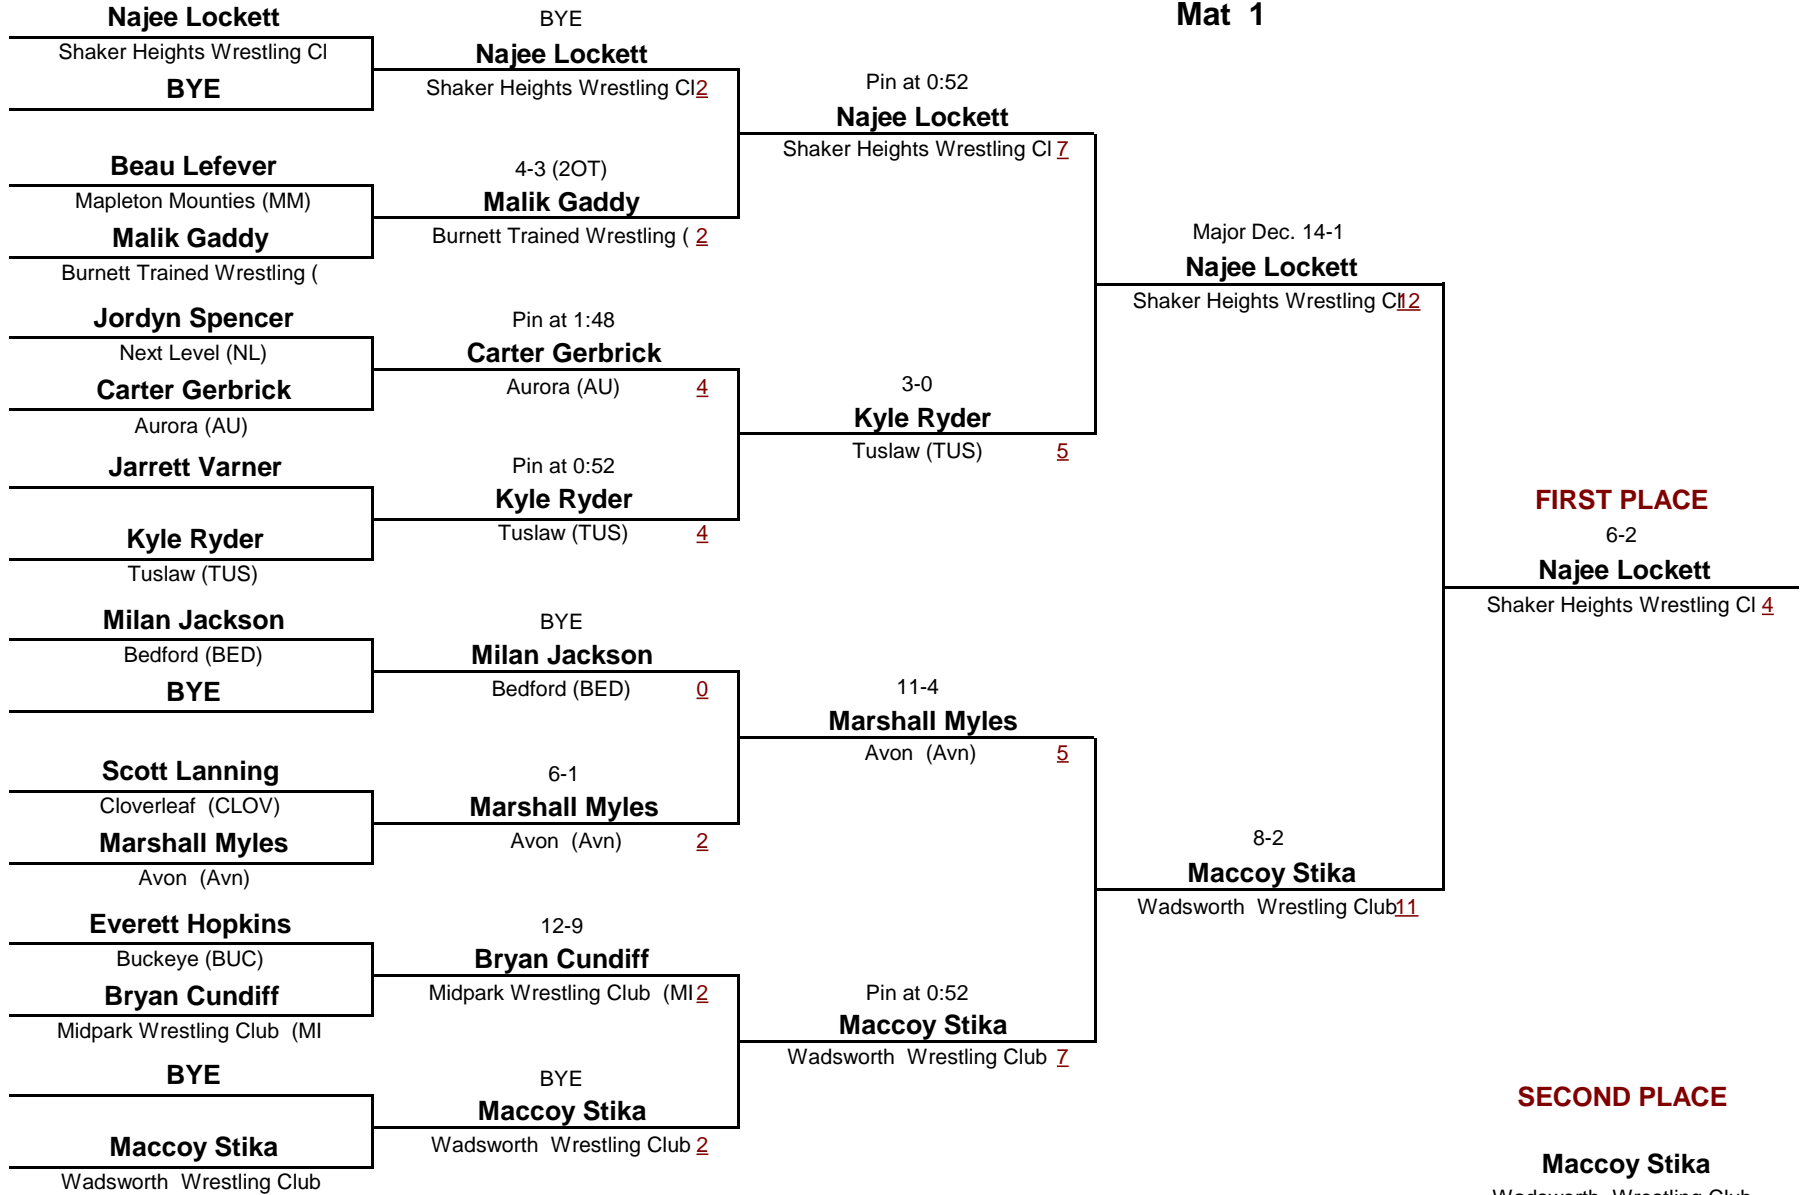 Mat 1
Najee Lockett
Shaker Heights Wrestling Cl
BYE
Beau Lefever
Mapleton Mounties (MM)
Malik Gaddy
Burnett Trained Wrestling (
Jordyn Spencer
Next Level (NL)
Carter Gerbrick
Aurora (AU)
Jarrett Varner
Kyle Ryder
Tuslaw (TUS)
Milan Jackson
Bedford (BED)
BYE
Scott Lanning
Cloverleaf (CLOV)
Marshall Myles
Avon (Avn)
Everett Hopkins
Buckeye (BUC)
Bryan Cundiff
Midpark Wrestling Club (MI
BYE
Maccoy Stika
Wadsworth Wrestling Club
BYE
Najee Lockett
Shaker Heights Wrestling Cl 2
4-3 (2OT)
Malik Gaddy
Burnett Trained Wrestling ( 2
Pin at 1:48
Carter Gerbrick
Aurora (AU) 4
Pin at 0:52
Kyle Ryder
Tuslaw (TUS) 4
BYE
Milan Jackson
Bedford (BED) 0
6-1
Marshall Myles
Avon (Avn) 2
12-9
Bryan Cundiff
Midpark Wrestling Club (MI 2
BYE
Maccoy Stika
Wadsworth Wrestling Club 2
Pin at 0:52
Najee Lockett
Shaker Heights Wrestling Cl 7
3-0
Kyle Ryder
Tuslaw (TUS) 5
11-4
Marshall Myles
Avon (Avn) 5
Pin at 0:52
Maccoy Stika
Wadsworth Wrestling Club 7
Major Dec. 14-1
Najee Lockett
Shaker Heights Wrestling Cl 12
8-2
Maccoy Stika
Wadsworth Wrestling Club 11
FIRST PLACE
6-2
Najee Lockett
Shaker Heights Wrestling Cl 4
SECOND PLACE
Maccoy Stika
Wadsworth Wrestling Club